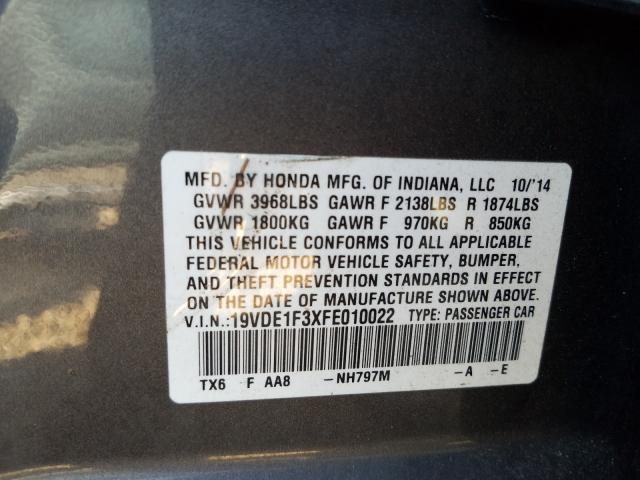 MFD. BY HONDA MFG. OF INDIANA, LLC 10/'14
GVWR 3968LBS GAWR F 2138LBS R 1874LBS
GVWR 1800KG GAWR F 970KG R 850KG
THIS VEHICLE CONFORMS TO ALL APPLICABLE
FEDERAL MOTOR VEHICLE SAFETY, BUMPER,
AND THEFT PREVENTION STANDARDS IN EFFECT
ON THE DATE OF MANUFACTURE SHOWN ABOVE.
V.I.N.:19VDE1F3XFE010022 TYPE: PASSENGER CAR
TX6 F AA8 -NH797M -A -E